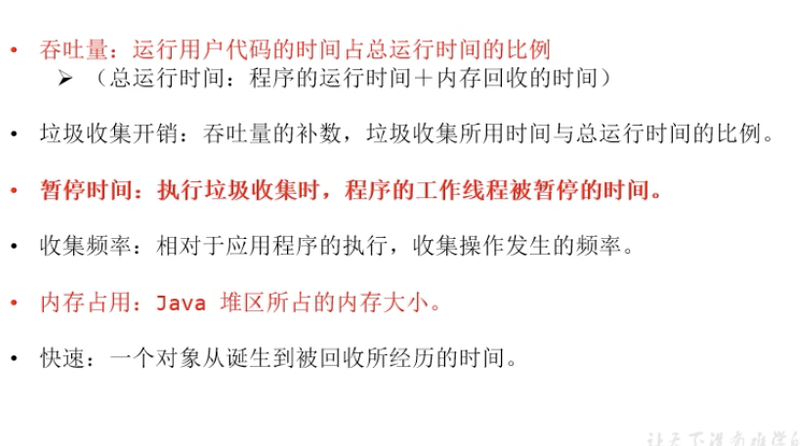 • 吞吐量：运行用户代码的时间占总运行时间的比例
➢ （总运行时间：程序的运行时间＋内存回收的时间）
• 垃圾收集开销：吞吐量的补数，垃圾收集所用时间与总运行时间的比例。
• 暂停时间：执行垃圾收集时，程序的工作线程被暂停的时间。
• 收集频率：相对于应用程序的执行，收集操作发生的频率。
• 内存占用：Java 堆区所占的内存大小。
• 快速：一个对象从诞生到被回收所经历的时间。
让天下没有难学